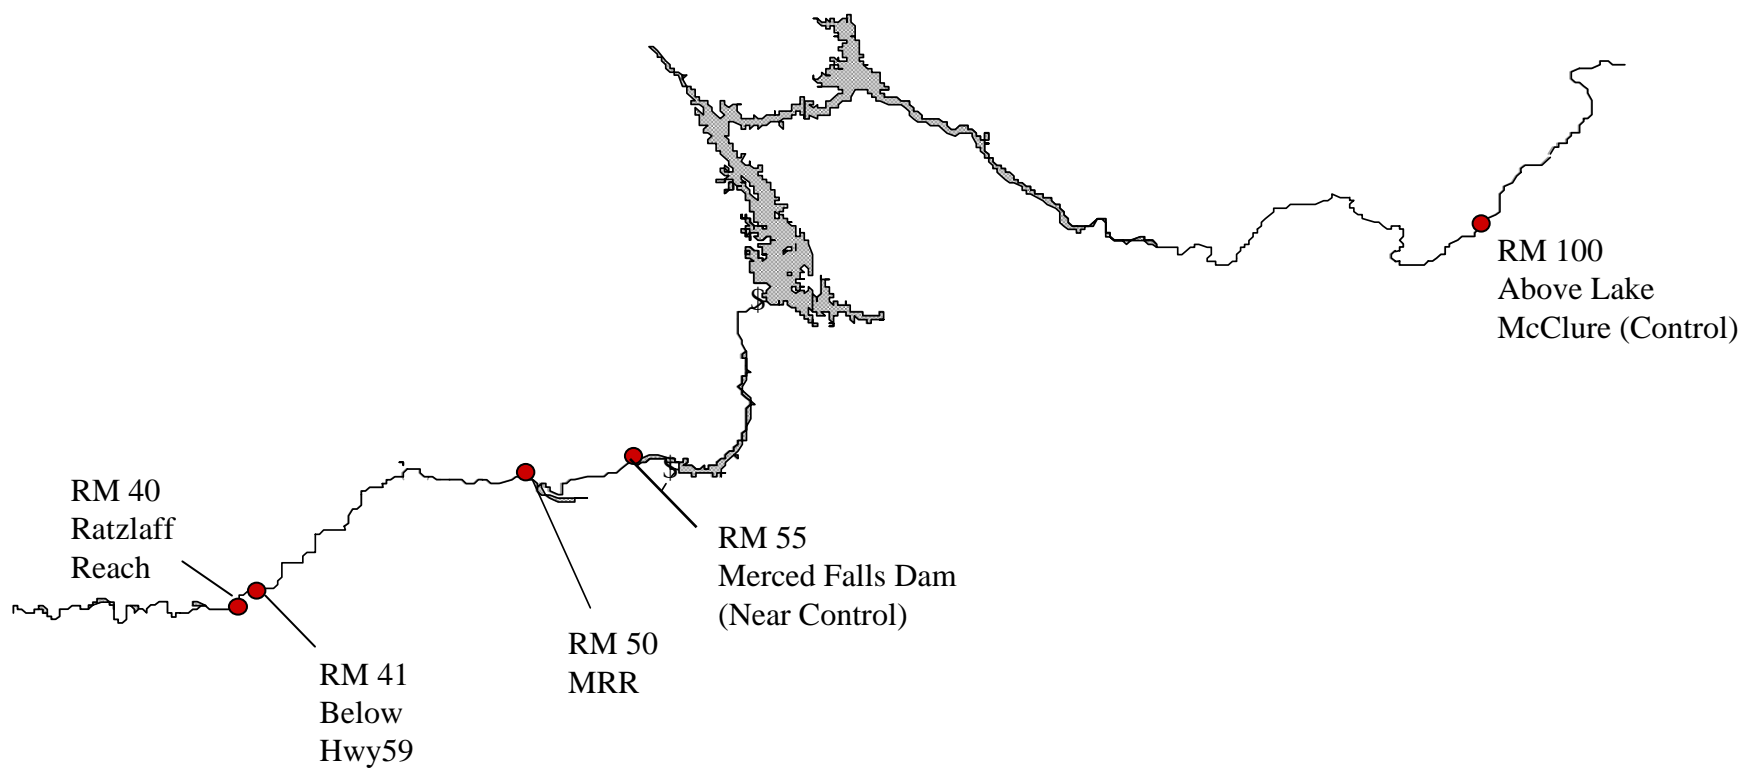 RM 100
Above Lake
McClure (Control)
RM 40
Ratzlaff
Reach
RM 55
Merced Falls Dam
(Near Control)
RM 50
MRR
RM 41
Below
Hwy59
$
$